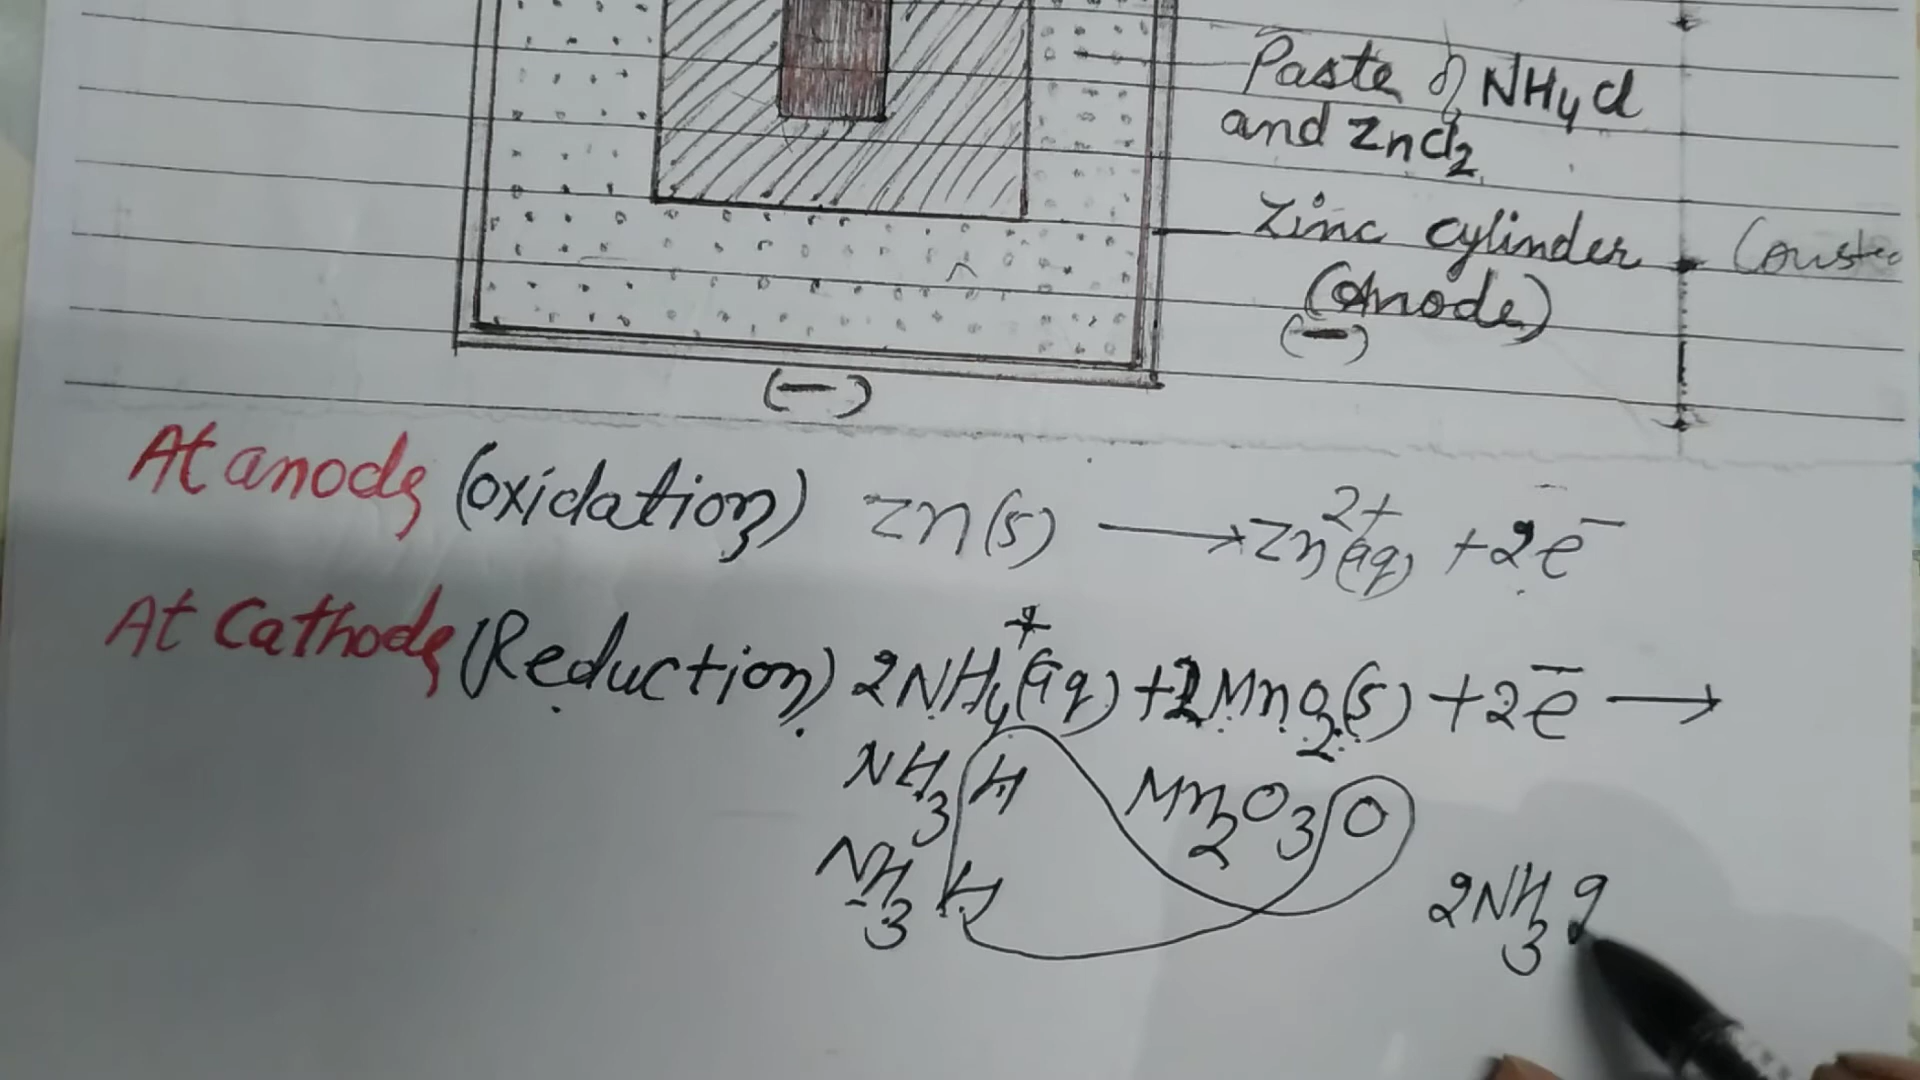 Paste of NH4Cl
and ZnCl2
Zinc cylinder
(Anode)
(-)
(-)
At anode (oxidation) Zn(s) ⟶ Zn2+(aq) + 2e-
At Cathode (Reduction) 2NH4+(aq) + 2MnO2(s) + 2e- ⟶
NH3 H Mn2O3 O
NH3 H
2NH3 g